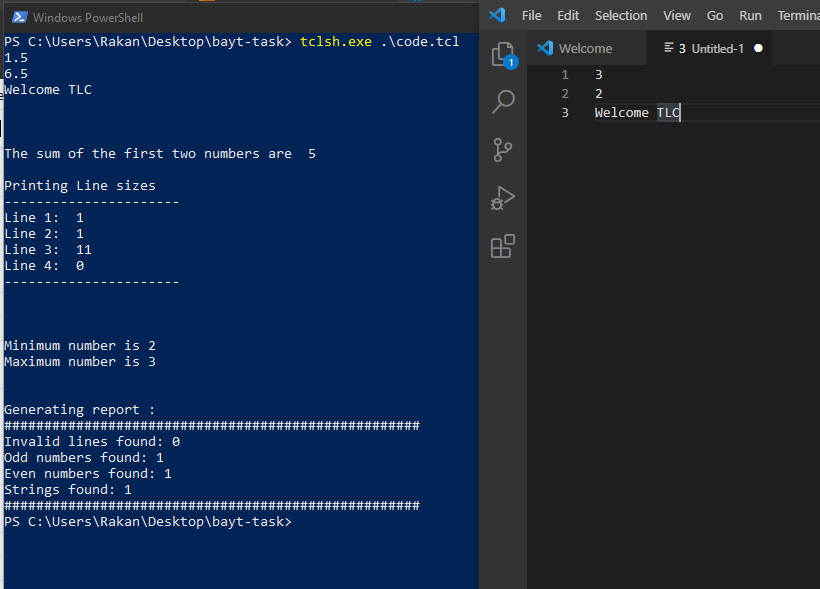 Windows PowerShell
PS C:\Users\Rakan\Desktop\bayt-task> tclsh.exe .\code.tcl
1.5
6.5
Welcome TLC
The sum of the first two numbers are  5
Printing Line sizes
----------------------
Line 1:  1
Line 2:  1
Line 3:  11
Line 4:  0
----------------------
Minimum number is 2
Maximum number is 3
Generating report :
####################################################
Invalid lines found: 0
Odd numbers found: 1
Even numbers found: 1
Strings found: 1
####################################################
PS C:\Users\Rakan\Desktop\bayt-task>
File Edit Selection View Go Run Termina
Welcome 3 Untitled-1
1
1 3
2 2
3 Welcome TLC